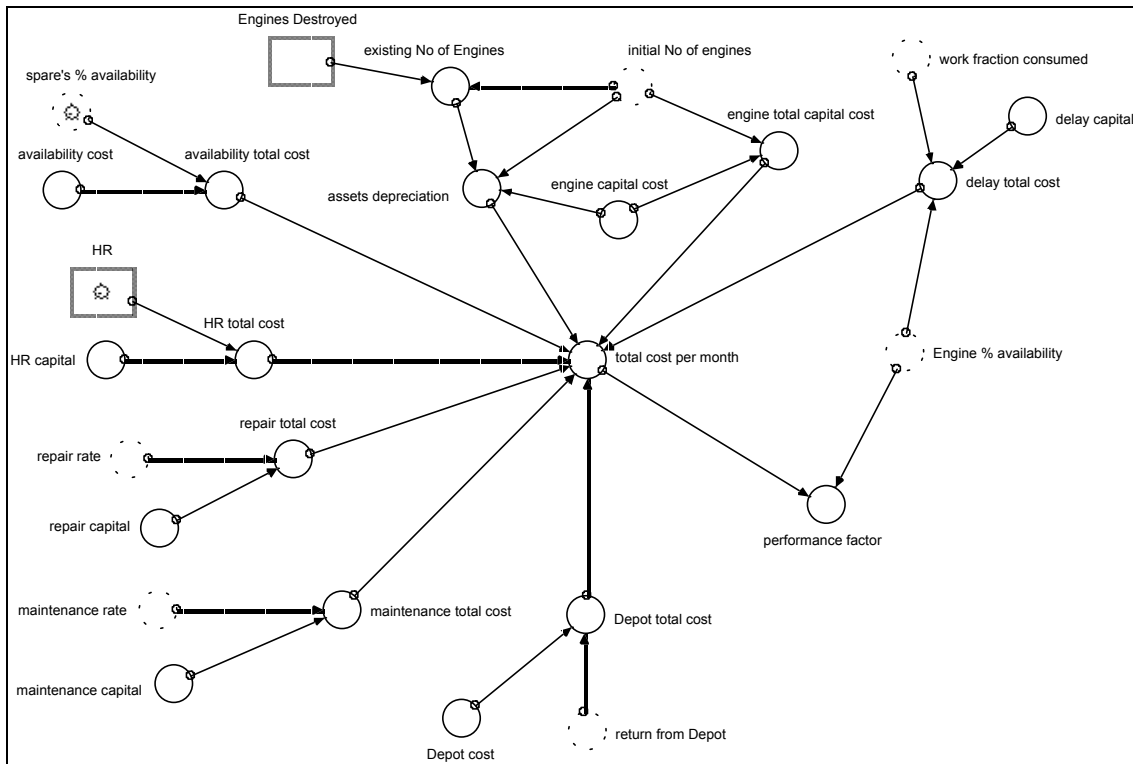 Engines Destroyed
existing No of Engines
initial No of engines
work fraction consumed
spare's % availability
engine total capital cost
delay capital
availability cost
availability total cost
assets depreciation
engine capital cost
delay total cost
HR
HR total cost
HR capital
total cost per month
Engine % availability
repair total cost
repair rate
repair capital
performance factor
maintenance rate
maintenance total cost
Depot total cost
maintenance capital
Depot cost
return from Depot